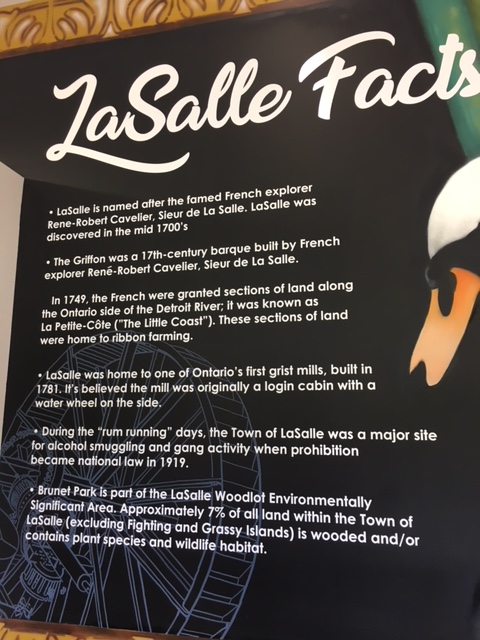 LaSalle Facts
• LaSalle is named after the famed French explorer
Rene-Robert Cavelier, Sieur de La Salle. LaSalle was
discovered in the mid 1700's
• The Griffon was a 17th-century barque built by French
explorer René-Robert Cavelier, Sieur de La Salle.
In 1749, the French were granted sections of land along
the Ontario side of the Detroit River; it was known as
La Petite-Côte ("The Little Coast"). These sections of land
were home to ribbon farming.
• LaSalle was home to one of Ontario's first grist mills, built in
1781. It's believed the mill was originally a login cabin with a
water wheel on the side.
• During the "rum running" days, the Town of LaSalle was a major site
for alcohol smuggling and gang activity when prohibition
became national law in 1919.
• Brunet Park is part of the LaSalle Woodlot Environmentally
Significant Area. Approximately 7% of all land within the Town of
LaSalle (excluding Fighting and Grassy Islands) is wooded and/or
contains plant species and wildlife habitat.